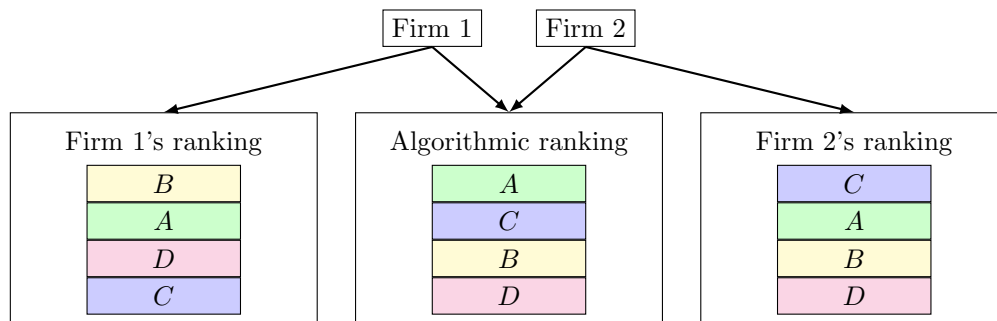 Firm 1
Firm 2
Firm 1's ranking
B
A
D
C
Algorithmic ranking
A
C
B
D
Firm 2's ranking
C
A
B
D